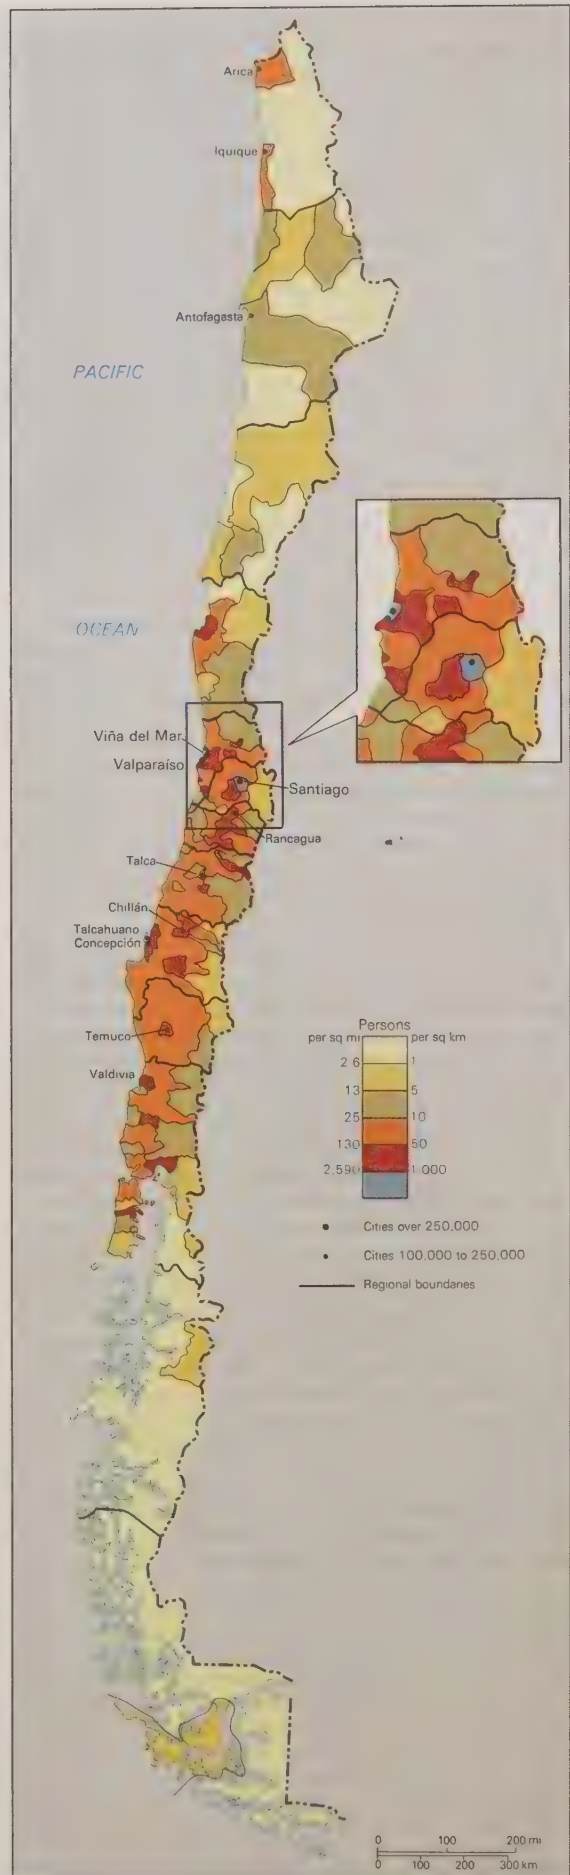 Arica
Iquique
Antofagasta
PACIFIC
OCEAN
Viña del Mar
Valparaíso
Santiago
Rancagua
Talca
Chillán
Talcahuano
Concepción
Temuco
Valdivia
Persons
per sq mi per sq km
2.6 1
13 5
25 10
130 50
2,590 1,000
Cities over 250,000
Cities 100,000 to 250,000
Regional boundaries
0 100 200 mi
0 100 200 300 km